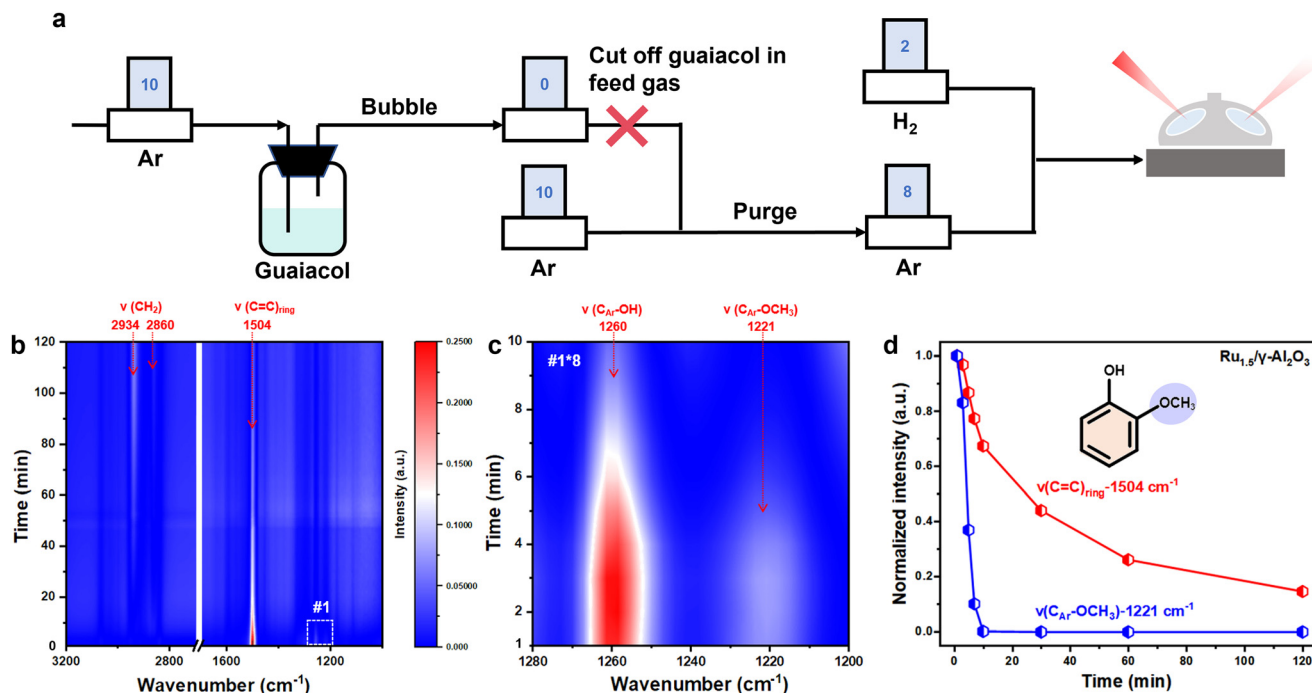 a
10
Ar
Guaiacol
Bubble
0
Cut off guaiacol in
feed gas
10
Ar
Purge
2
H₂
8
Ar
b
ν (CH₂)
2934 2860
ν (C=C)ring
1504
Time (min)
120
100
80
60
40
20
0
#1
3200 2800 1600 1200
Wavenumber (cm⁻¹)
Intensity (a.u.)
0.2500
0.2000
0.1500
0.1000
0.05000
0.000
c
ν (CAr-OH)
1260
ν (CAr-OCH₃)
1221
#1*8
Time (min)
10
8
6
4
2
1
1280 1260 1240 1220 1200
Wavenumber (cm⁻¹)
d
Ru1.5/γ-Al₂O₃
OH
OCH₃
ν(C=C)ring-1504 cm⁻¹
ν(CAr-OCH₃)-1221 cm⁻¹
Normalized intensity (a.u.)
1.0
0.8
0.6
0.4
0.2
0.0
0 20 40 60 80 100 120
Time (min)